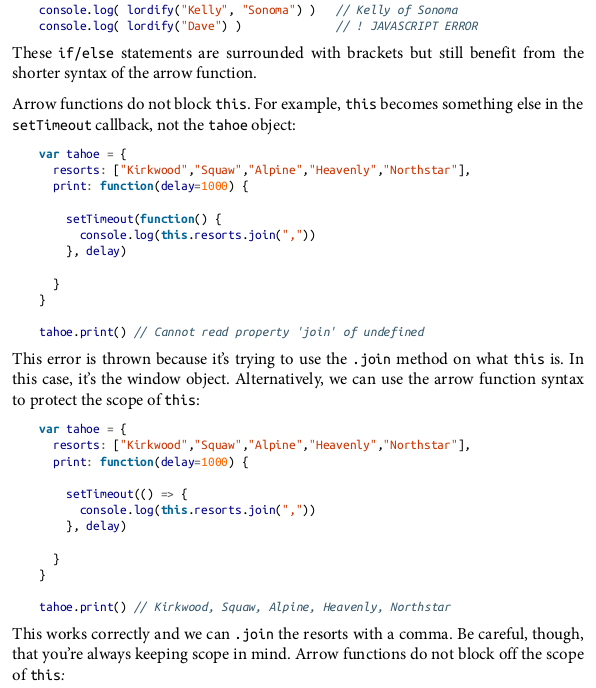 console.log( lordify("Kelly", "Sonoma") )   // Kelly of Sonoma
console.log( lordify("Dave") )              // ! JAVASCRIPT ERROR
These if/else statements are surrounded with brackets but still benefit from the
shorter syntax of the arrow function.
Arrow functions do not block this. For example, this becomes something else in the
setTimeout callback, not the tahoe object:
var tahoe = {
  resorts: ["Kirkwood","Squaw","Alpine","Heavenly","Northstar"],
  print: function(delay=1000) {
    setTimeout(function() {
      console.log(this.resorts.join(","))
    }, delay)
  }
}
tahoe.print() // Cannot read property 'join' of undefined
This error is thrown because it's trying to use the .join method on what this is. In
this case, it's the window object. Alternatively, we can use the arrow function syntax
to protect the scope of this:
var tahoe = {
  resorts: ["Kirkwood","Squaw","Alpine","Heavenly","Northstar"],
  print: function(delay=1000) {
    setTimeout(() => {
      console.log(this.resorts.join(","))
    }, delay)
  }
}
tahoe.print() // Kirkwood, Squaw, Alpine, Heavenly, Northstar
This works correctly and we can .join the resorts with a comma. Be careful, though,
that you're always keeping scope in mind. Arrow functions do not block off the scope
of this: